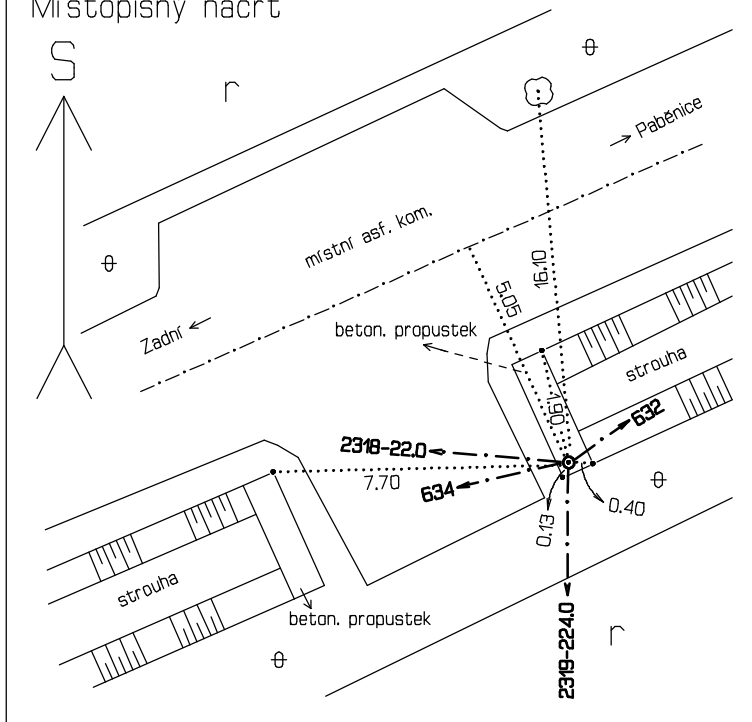 Místopisný náčrt
S
r
Paběnice
místní asf. kom.
16.10
5.05
Zadní
beton. propustek
strouha
1.60
632
2318-22.0
7.70
634
0.13
0.40
strouha
beton. propustek
2319-224.0
r